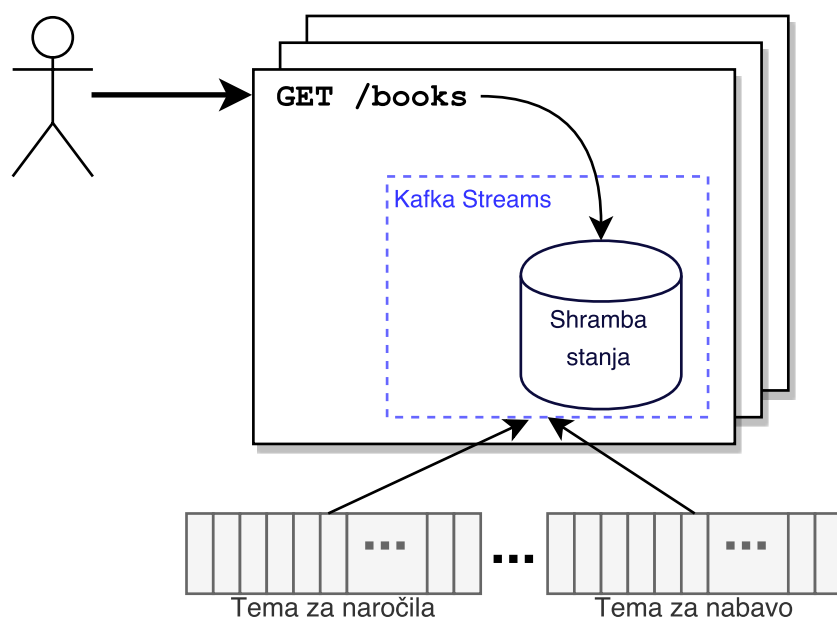 GET /books
Kafka Streams
Shramba
stanja
...
...
...
Tema za naročila
Tema za nabavo